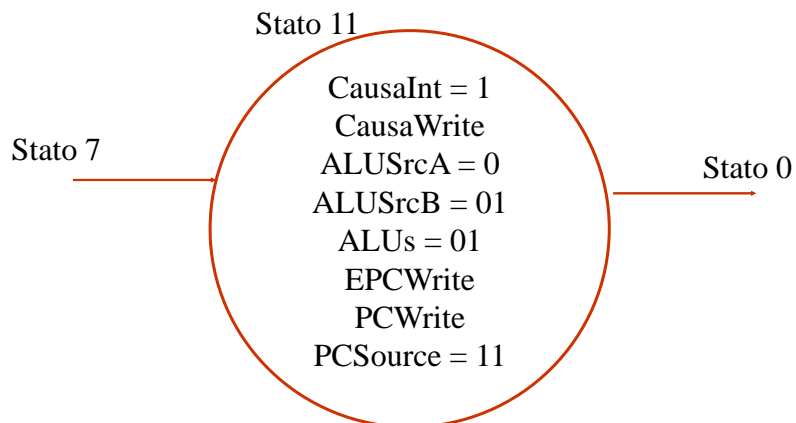 Stato 11
CausaInt = 1
CausaWrite
Stato 7
ALUSrcA = 0
Stato 0
ALUSrcB = 01
ALUs = 01
EPCWrite
PCWrite
PCSource = 11